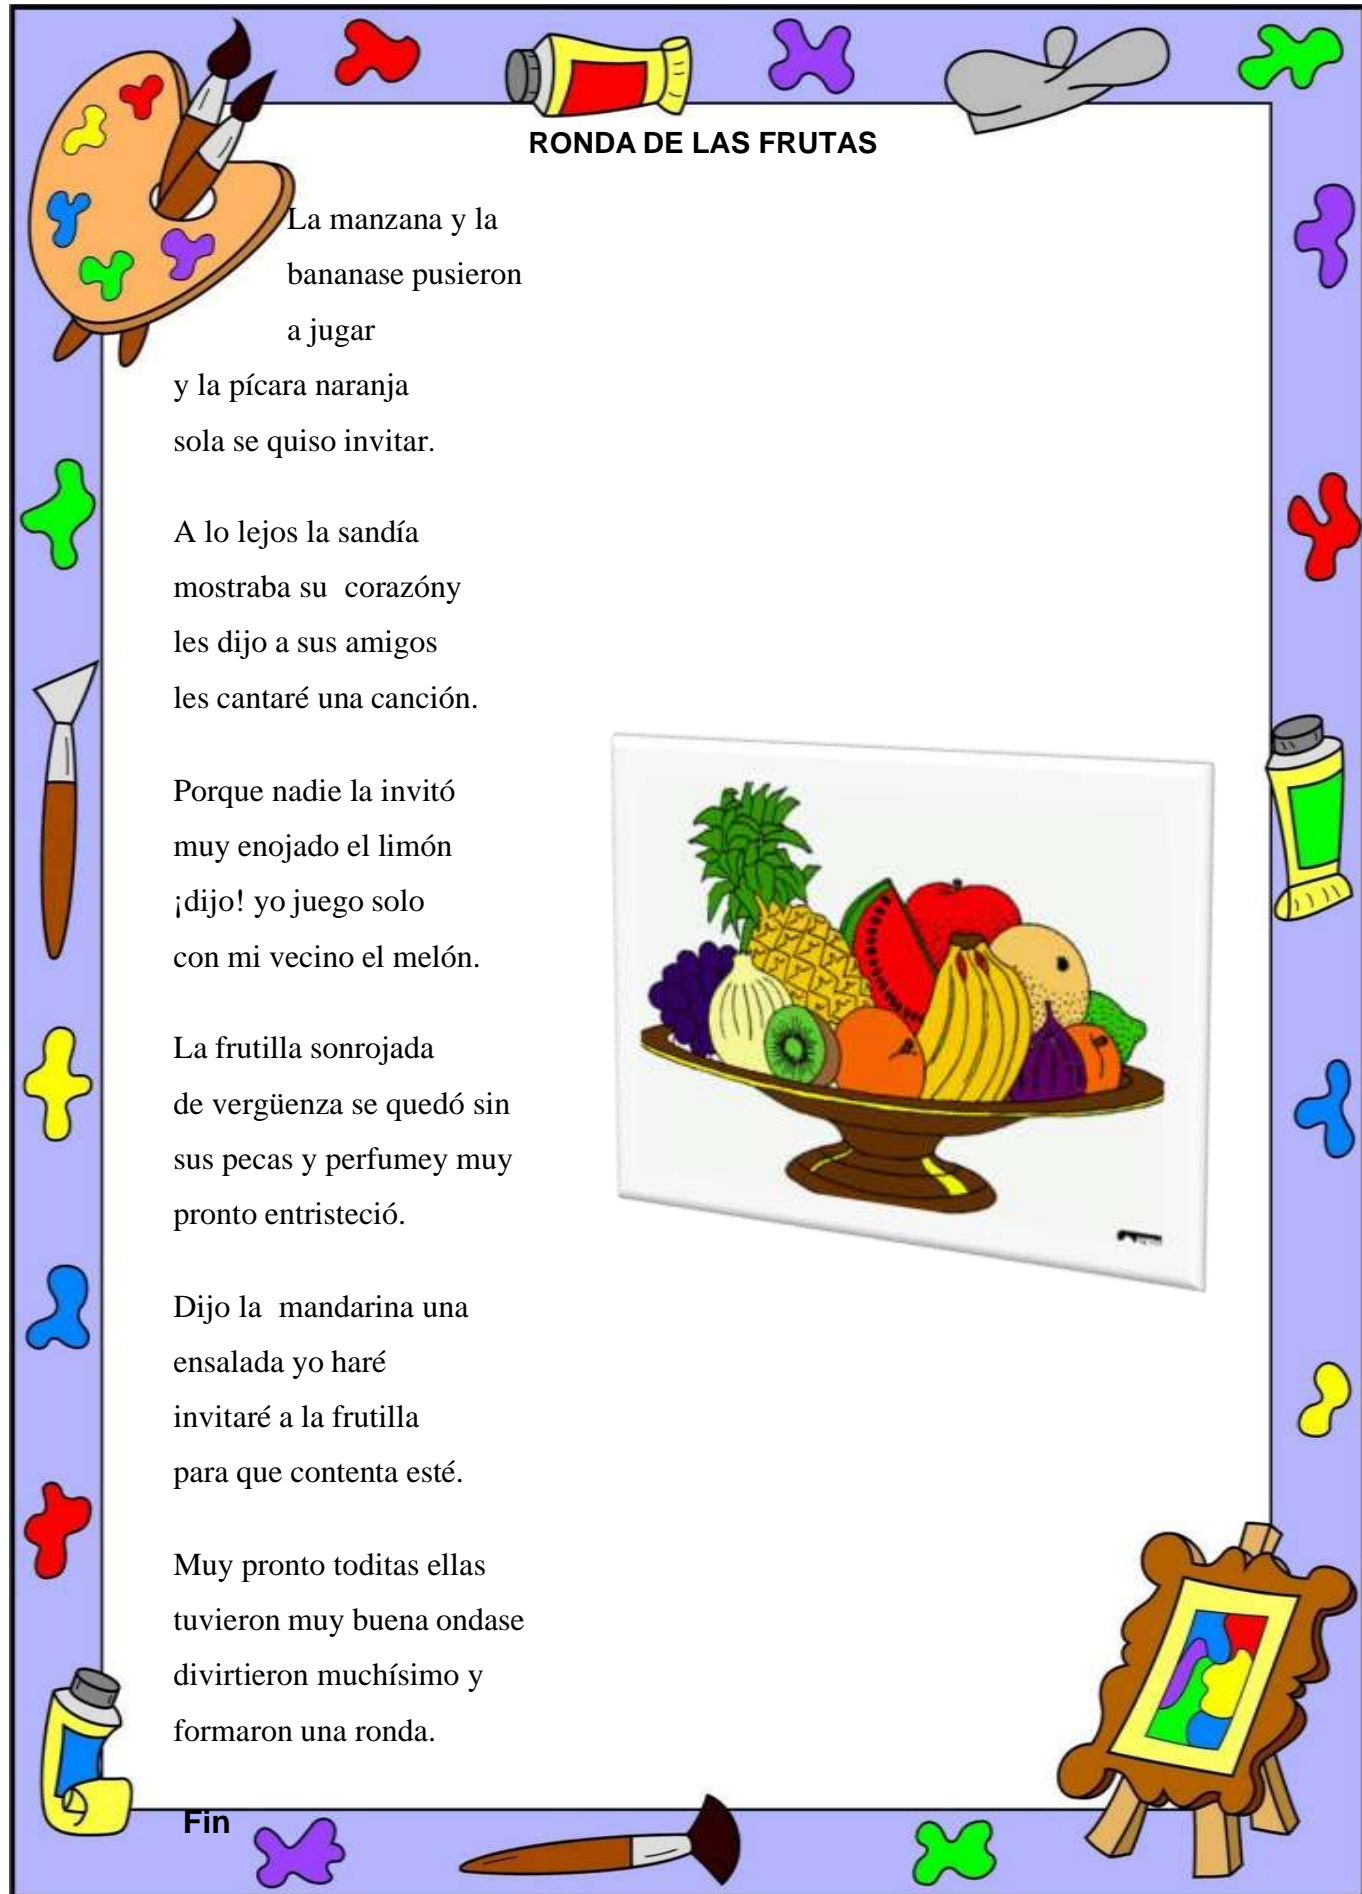 RONDA DE LAS FRUTAS
La manzana y la
bananase pusieron
a jugar
y la pícara naranja
sola se quiso invitar.
A lo lejos la sandía
mostraba su corazóny
les dijo a sus amigos
les cantaré una canción.
Porque nadie la invitó
muy enojado el limón
¡dijo! yo juego solo
con mi vecino el melón.
La frutilla sonrojada
de vergüenza se quedó sin
sus pecas y perfumey muy
pronto entristeció.
Dijo la mandarina una
ensalada yo haré
invitaré a la frutilla
para que contenta esté.
Muy pronto toditas ellas
tuvieron muy buena ondase
divirtieron muchísimo y
formaron una ronda.
Fin